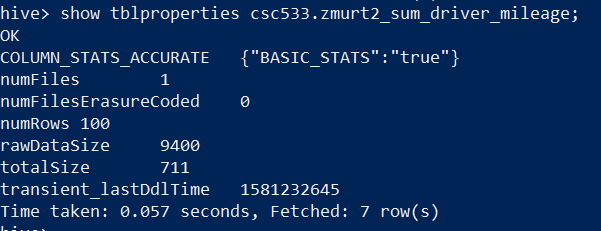 hive> show tblproperties csc533.zmurt2_sum_driver_mileage;
OK
COLUMN_STATS_ACCURATE {"BASIC_STATS":"true"}
numFiles 1
numFilesErasureCoded 0
numRows 100
rawDataSize 9400
totalSize 711
transient_lastDdlTime 1581232645
Time taken: 0.057 seconds, Fetched: 7 row(s)